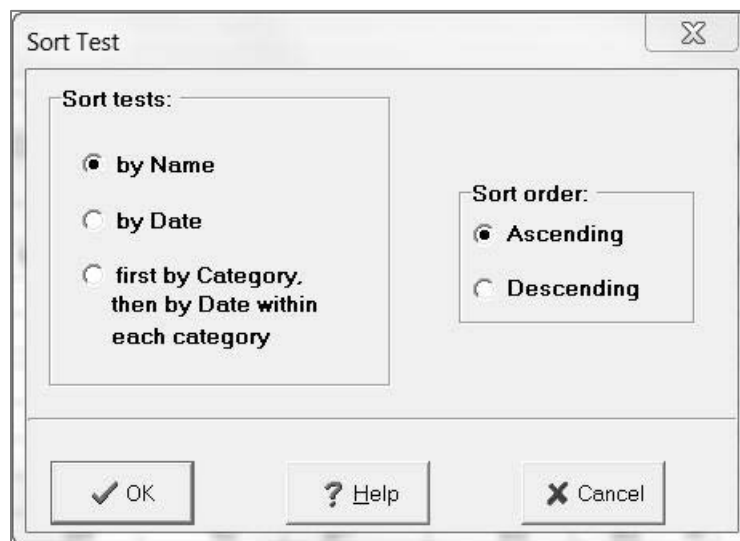 Sort Test
Sort tests:
by Name
by Date
first by Category,
then by Date within
each category
Sort order:
Ascending
Descending
OK
Help
Cancel